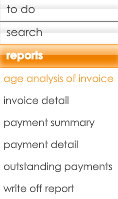 to do
search
reports
age analysis of invoice
invoice detail
payment summary
payment detail
outstanding payments
write off report